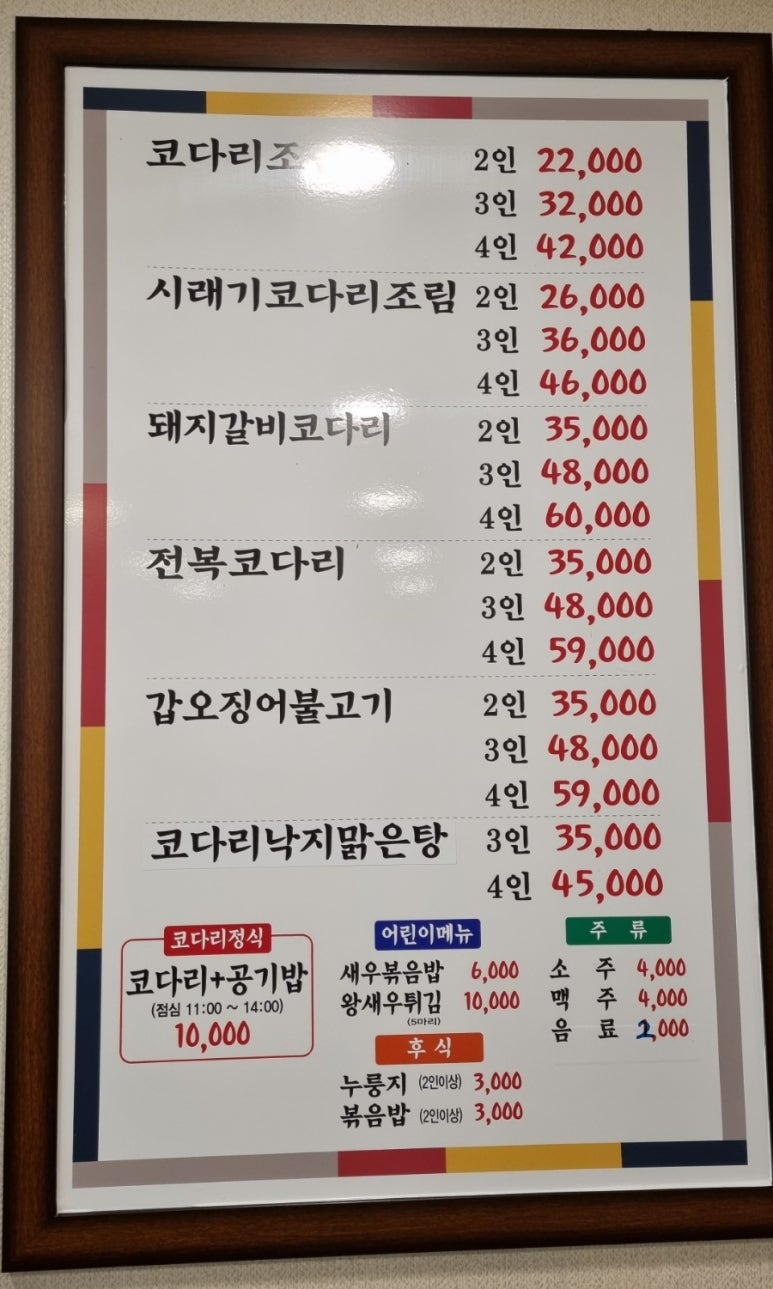 코다리조 2인 22,000
3인 32,000
4인 42,000
시래기코다리조림 2인 26,000
3인 36,000
4인 46,000
돼지갈비코다리 2인 35,000
3인 48,000
4인 60,000
전복코다리 2인 35,000
3인 48,000
4인 59,000
갑오징어불고기 2인 35,000
3인 48,000
4인 59,000
코다리낙지맑은탕 3인 35,000
4인 45,000
코다리정식
코다리+공기밥
(점심 11:00 ~ 14:00)
10,000
어린이메뉴
새우볶음밥 6,000
왕새우튀김 10,000
(5마리)
후식
누룽지 (2인이상) 3,000
볶음밥 (2인이상) 3,000
주 류
소 주 4,000
맥 주 4,000
음 료 2,000